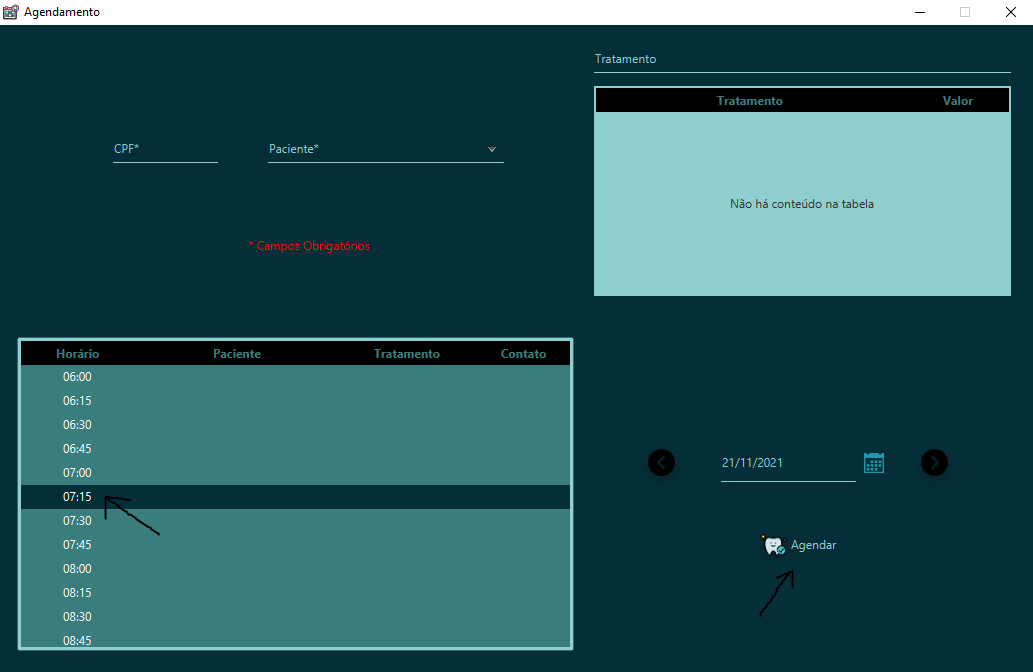 Agendamento
Tratamento
Tratamento Valor
CPF* Paciente*
Não há conteúdo na tabela
* Campos Obrigatórios
Horário Paciente Tratamento Contato
06:00
06:15
06:30
06:45
07:00
07:15
07:30
07:45
08:00
08:15
08:30
08:45
21/11/2021
Agendar